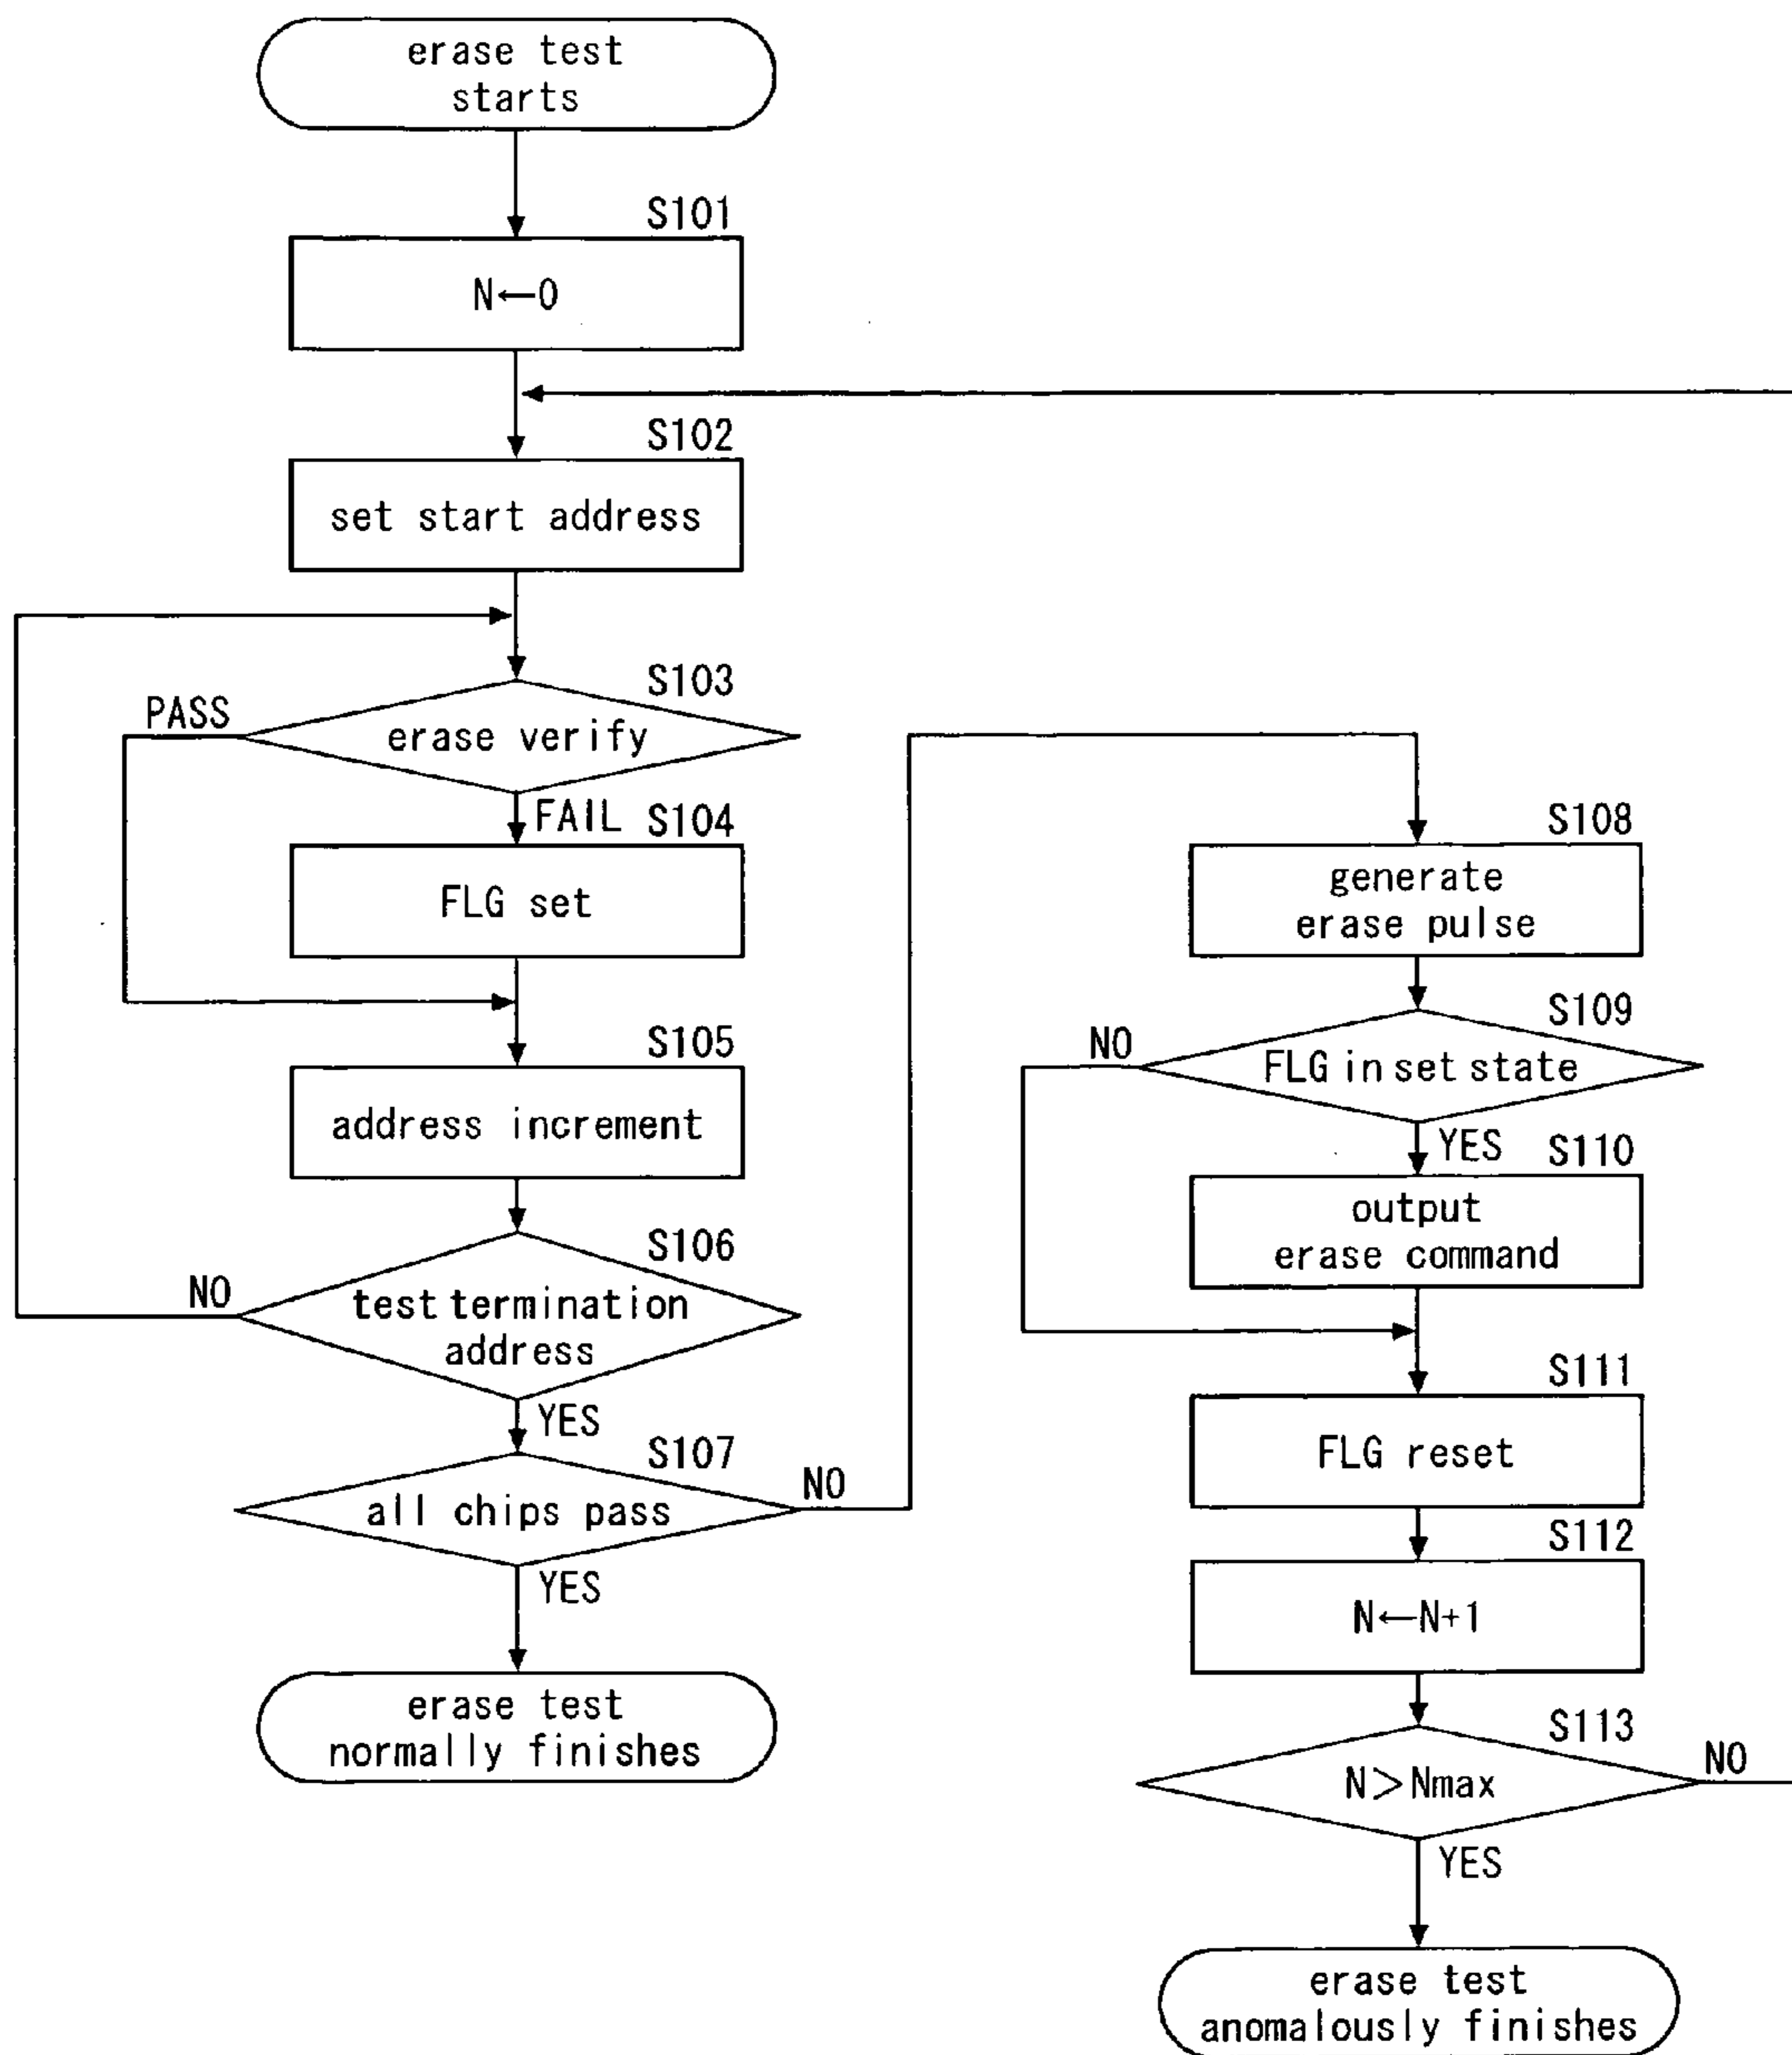 erase test
starts
S101
N←0
S102
set start address
S103
PASS
erase verify
FAIL
S104
FLG set
S105
address increment
S106
NO
test termination
address
YES
S107
all chips pass
NO
YES
erase test
normally finishes
S108
generate
erase pulse
S109
NO
FLG in set state
YES
S110
output
erase command
S111
FLG reset
S112
N←N+1
S113
N>Nmax
NO
YES
erase test
anomalously finishes